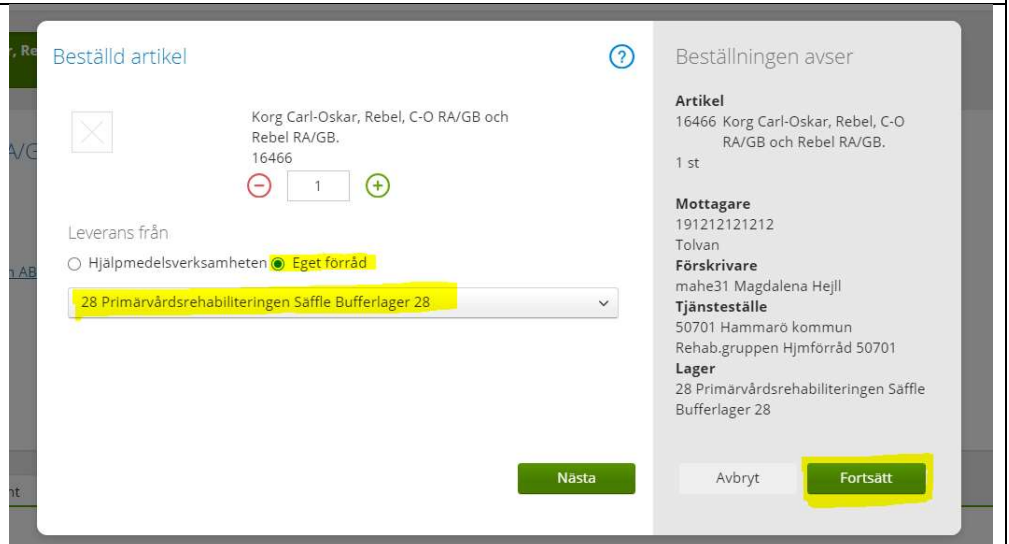 , Re
Beställd artikel
?
Korg Carl-Oskar, Rebel, C-O RA/GB och
Rebel RA/GB.
16466
1
Leverans från
Hjälpmedelsverksamheten Eget förråd
28 Primärvårdsrehabiliteringen Säffle Bufferlager 28
Nästa
Beställningen avser
Artikel
16466 Korg Carl-Oskar, Rebel, C-O
RA/GB och Rebel RA/GB.
1 st
Mottagare
191212121212
Tolvan
Förskrivare
mahe31 Magdalena Hejll
Tjänsteställe
50701 Hammarö kommun
Rehab.gruppen Hjmförråd 50701
Lager
28 Primärvårdsrehabiliteringen Säffle
Bufferlager 28
Avbryt
Fortsätt
A/G
n AB
nt